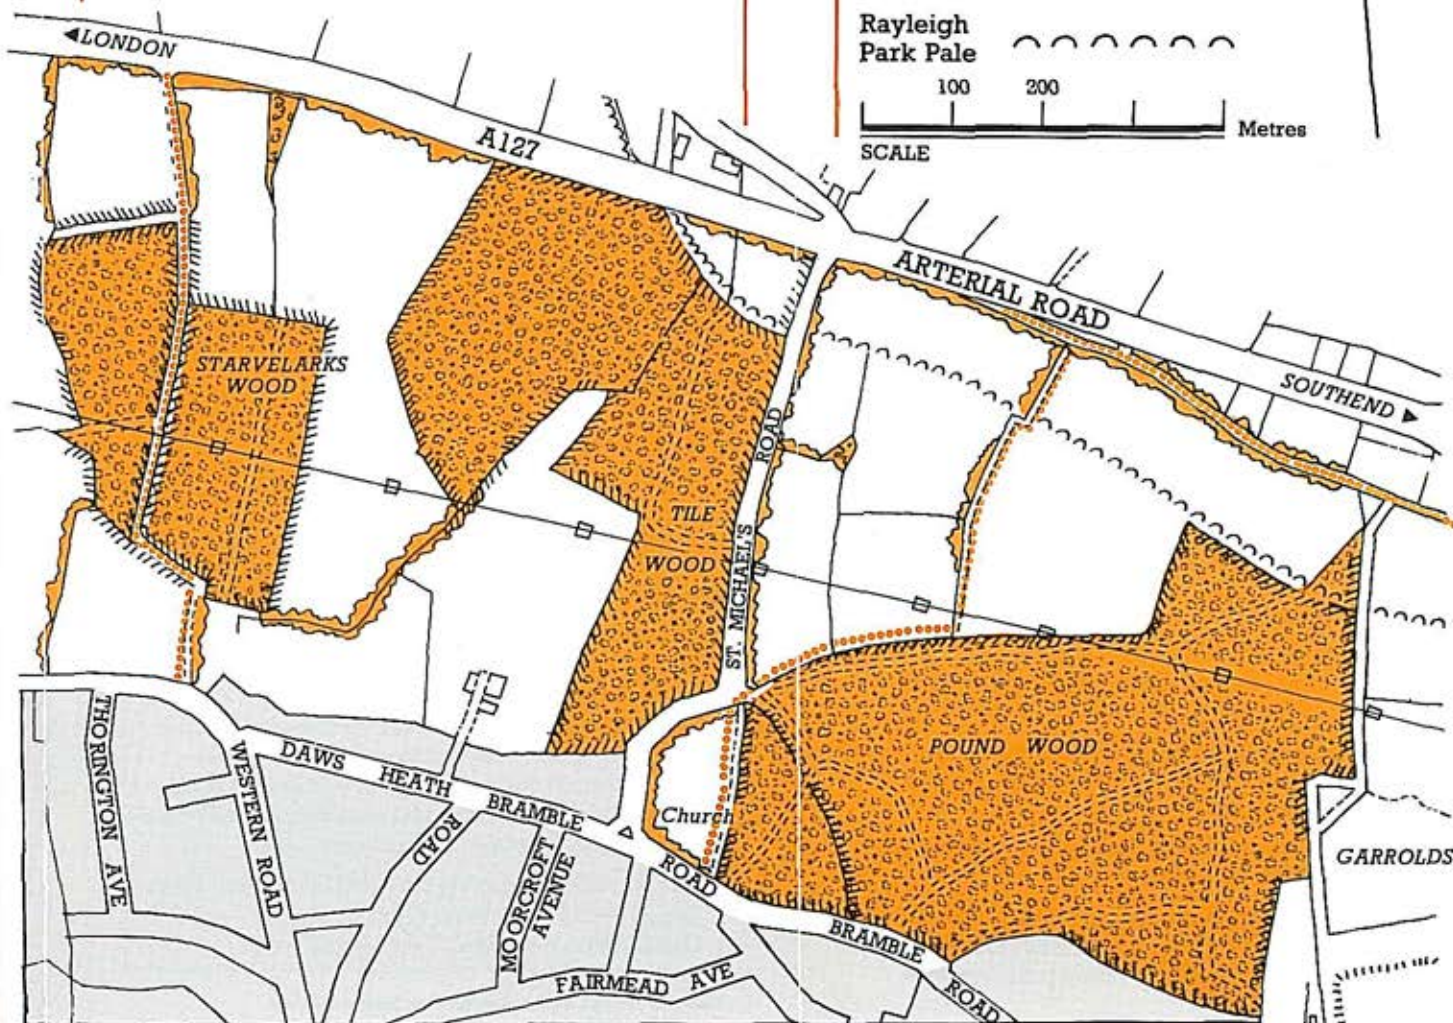 ◄LONDON
Rayleigh
Park Pale
100 200
Metres
SCALE
A127
ARTERIAL ROAD
SOUTHEND ►
STARVELARKS
WOOD
TILE
WOOD
ST. MICHAEL'S ROAD
POUND WOOD
Church
GARROLDS
THORINGTON AVE
WESTERN ROAD
DAWS HEATH ROAD
BRAMBLE ROAD
MOORCROFT
AVENUE
FAIRMEAD AVE
BRAMBLE ROAD